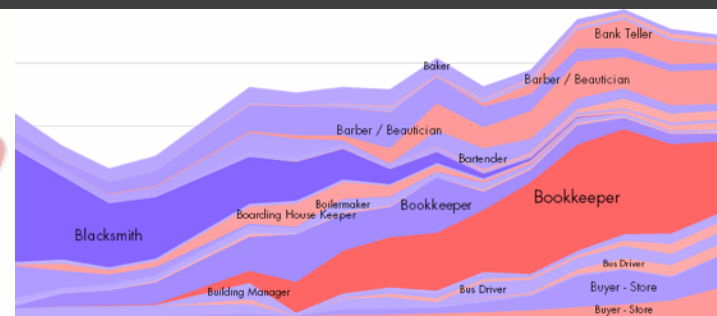 Bank Teller
Baker
Barber / Beautician
Barber / Beautician
Bartender
Boilermaker
Bookkeeper
Bookkeeper
Boarding House Keeper
Blacksmith
Bus Driver
Building Manager
Bus Driver
Buyer - Store
Buyer - Store